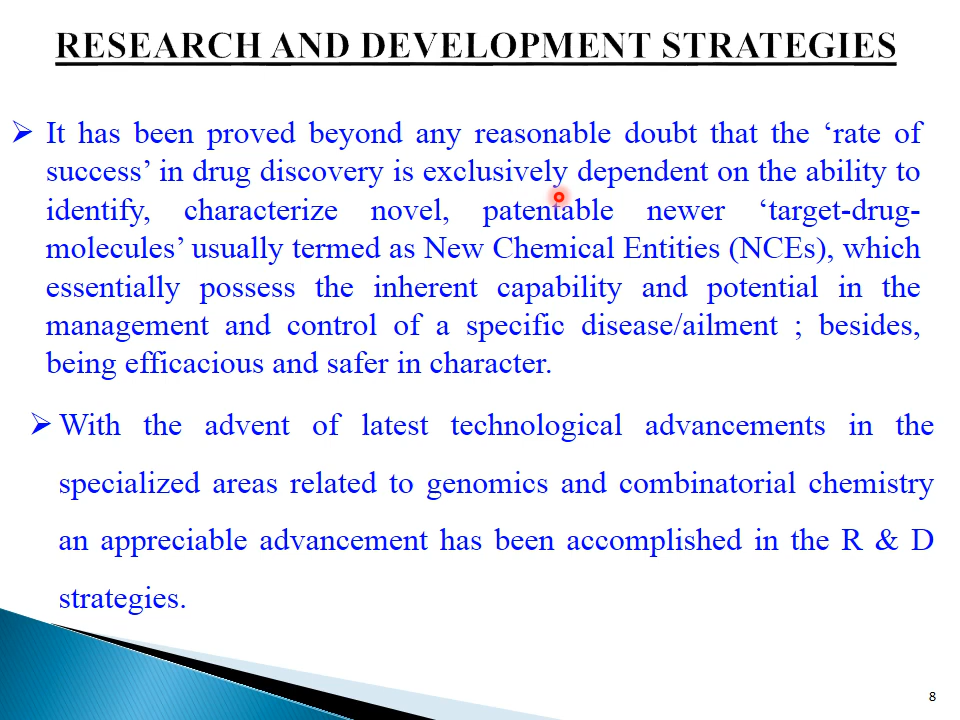 RESEARCH AND DEVELOPMENT STRATEGIES
➢ It has been proved beyond any reasonable doubt that the ‘rate of
success’ in drug discovery is exclusively dependent on the ability to
identify, characterize novel, patentable newer ‘target-drug-
molecules’ usually termed as New Chemical Entities (NCEs), which
essentially possess the inherent capability and potential in the
management and control of a specific disease/ailment ; besides,
being efficacious and safer in character.
➢ With the advent of latest technological advancements in the
specialized areas related to genomics and combinatorial chemistry
an appreciable advancement has been accomplished in the R & D
strategies.
8